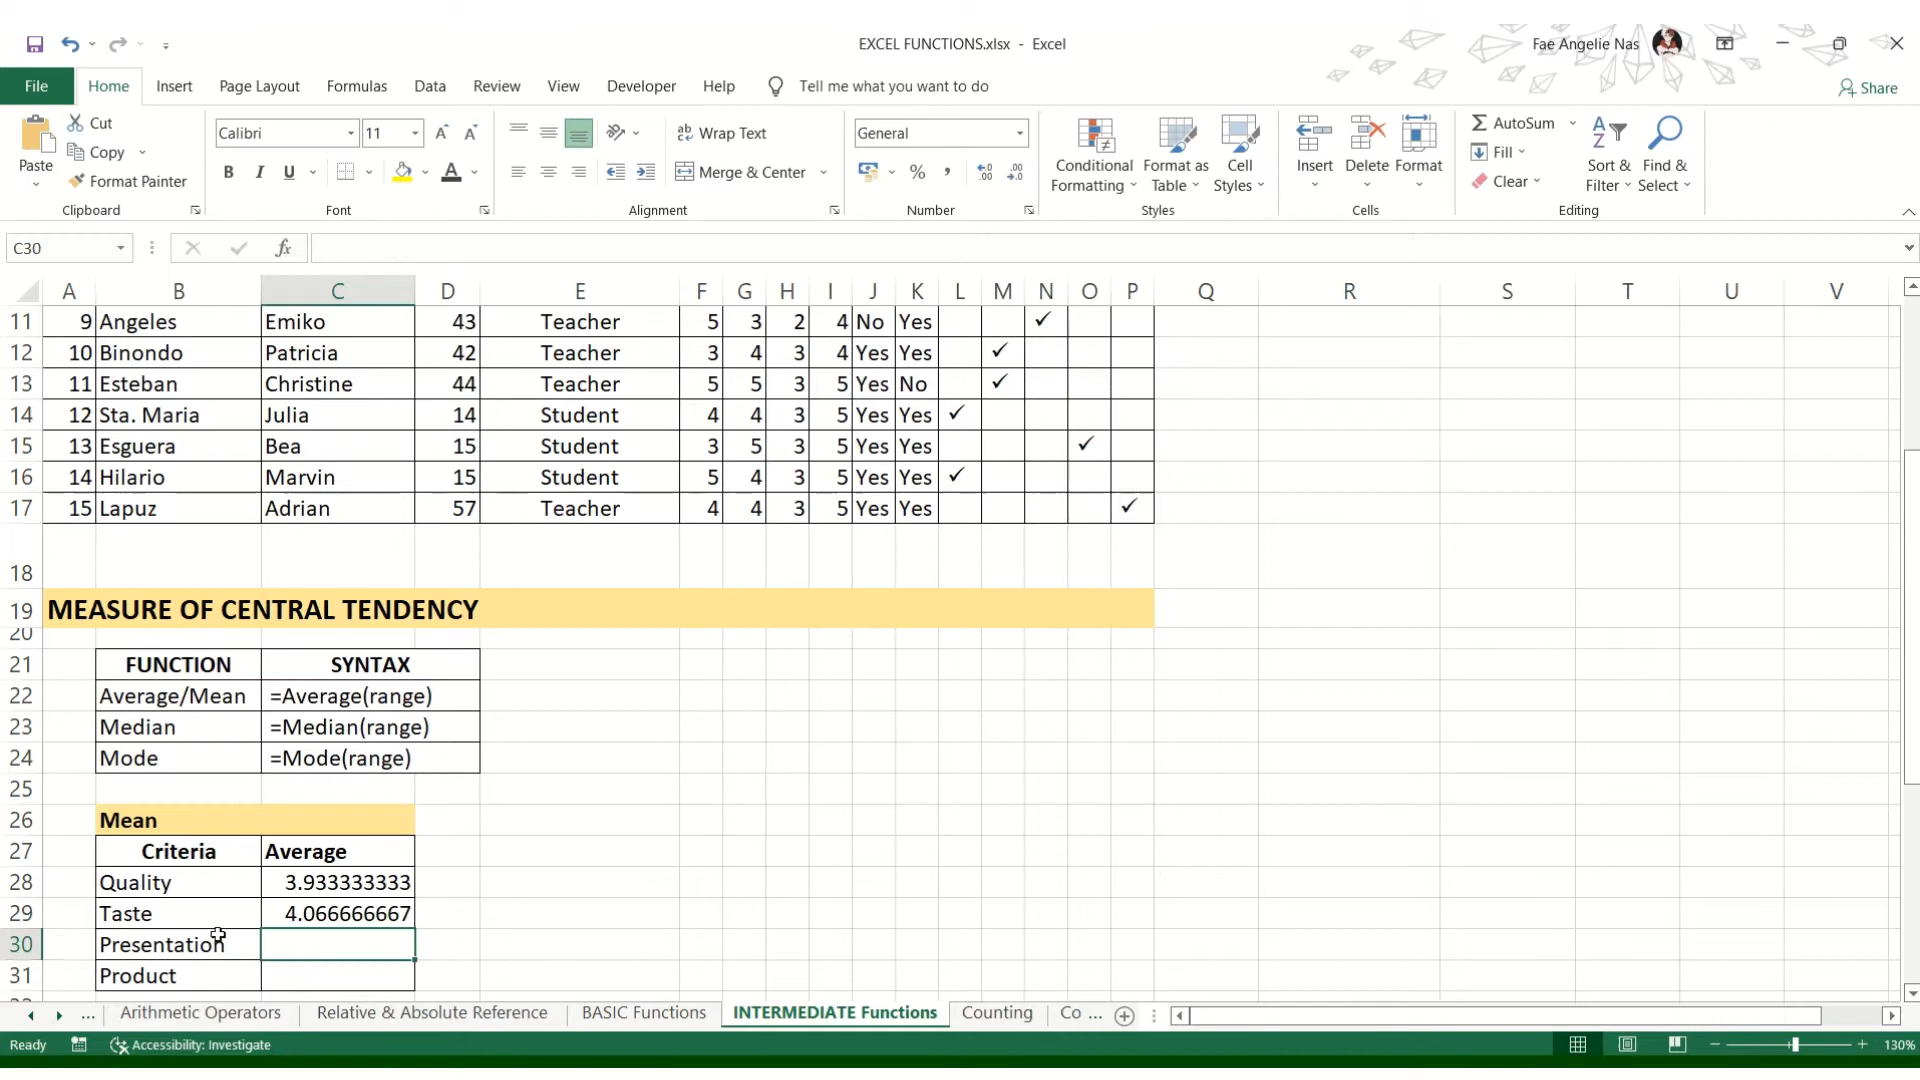 EXCEL FUNCTIONS.xlsx - Excel
Fae Angelie Nas
File Home Insert Page Layout Formulas Data Review View Developer Help Tell me what you want to do Share
Paste
Cut
Copy
Format Painter
Clipboard
Calibri 11
B I U A
Font
ab Wrap Text
Merge & Center
Alignment
General
% ,
Number
Conditional Formatting
Format as Table
Cell Styles
Styles
Insert Delete Format
Cells
AutoSum
Fill
Clear
Sort & Filter
Find & Select
Editing
C30 fx
A B C D E F G H I J K L M N O P Q R S T U V
11 9 Angeles Emiko 43 Teacher 5 3 2 4 No Yes ✓
12 10 Binondo Patricia 42 Teacher 3 4 3 4 Yes Yes ✓
13 11 Esteban Christine 44 Teacher 5 5 3 5 Yes No ✓
14 12 Sta. Maria Julia 14 Student 4 4 3 5 Yes Yes ✓
15 13 Esguera Bea 15 Student 3 5 3 5 Yes Yes ✓
16 14 Hilario Marvin 15 Student 5 4 3 5 Yes Yes ✓
17 15 Lapuz Adrian 57 Teacher 4 4 3 5 Yes Yes ✓
18
19 MEASURE OF CENTRAL TENDENCY
20
21 FUNCTION SYNTAX
22 Average/Mean =Average(range)
23 Median =Median(range)
24 Mode =Mode(range)
25
26 Mean
27 Criteria Average
28 Quality 3.933333333
29 Taste 4.066666667
30 Presentation
31 Product
... Arithmetic Operators Relative & Absolute Reference BASIC Functions INTERMEDIATE Functions Counting Co ...
Ready Accessibility: Investigate 130%